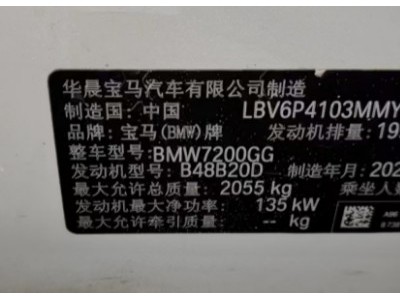 华晨宝马汽车有限公司制造
制造国：中国 LBV6P4103MMY
品牌：宝马(BMW)牌 发动机排量：19
整车型号：BMW7200GG
发动机型号：B48B20D 制造年月：202
最大允许总质量：2055 kg 乘坐人数
发动机最大净功率：135 kW
最大允许牵引质量：-- kg